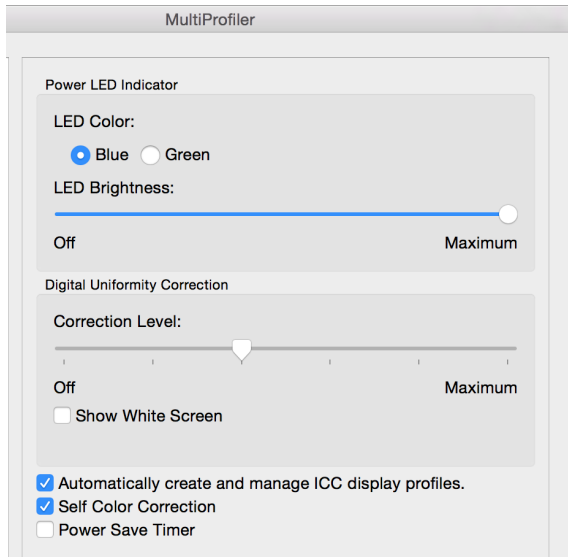 MultiProfiler
Power LED Indicator
LED Color:
Blue Green
LED Brightness:
Off Maximum
Digital Uniformity Correction
Correction Level:
Off Maximum
Show White Screen
Automatically create and manage ICC display profiles.
Self Color Correction
Power Save Timer